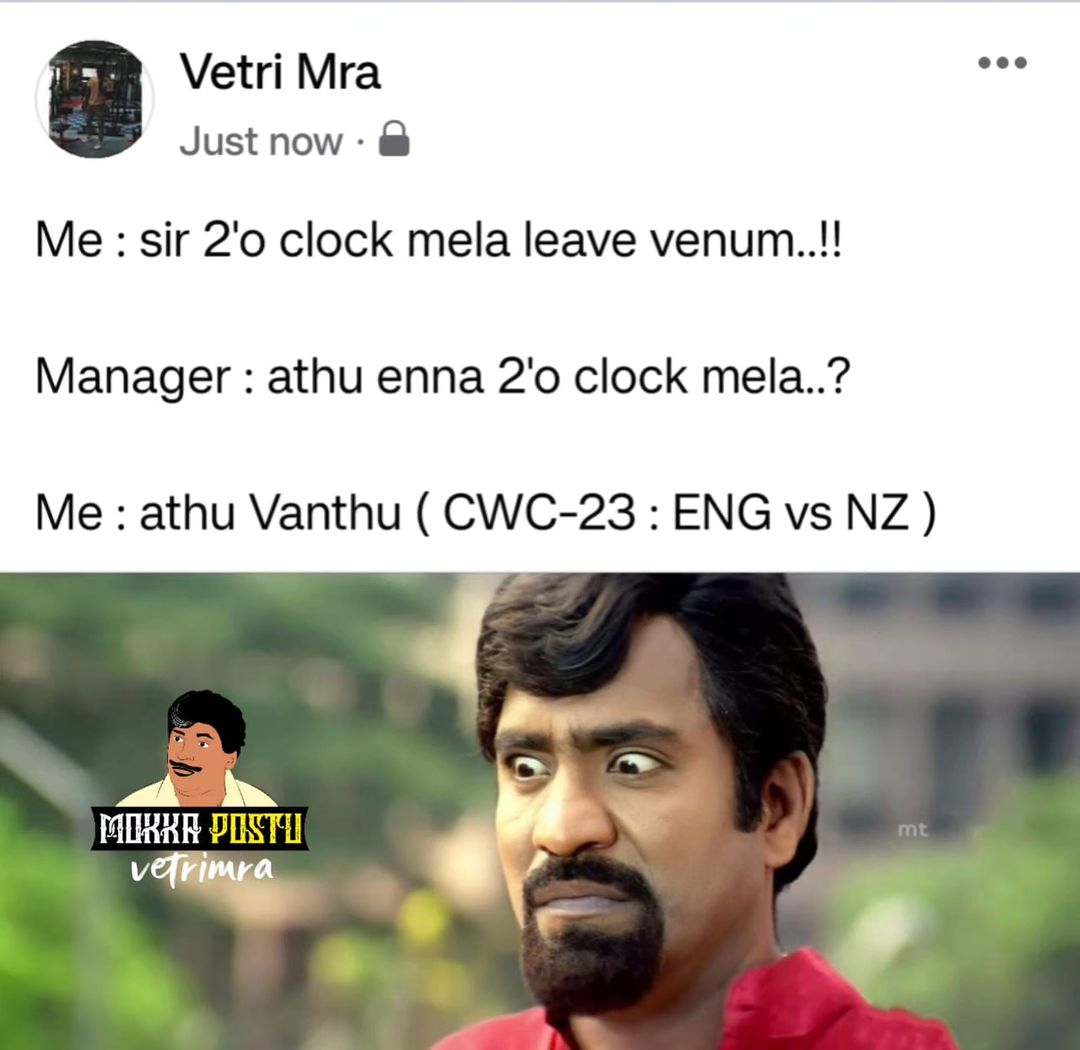 Vetri Mra
Just now ·
Me : sir 2'o clock mela leave venum..!!
Manager : athu enna 2'o clock mela..?
Me : athu Vanthu ( CWC-23 : ENG vs NZ )
MOKKA POSTU
vetrimra
mt